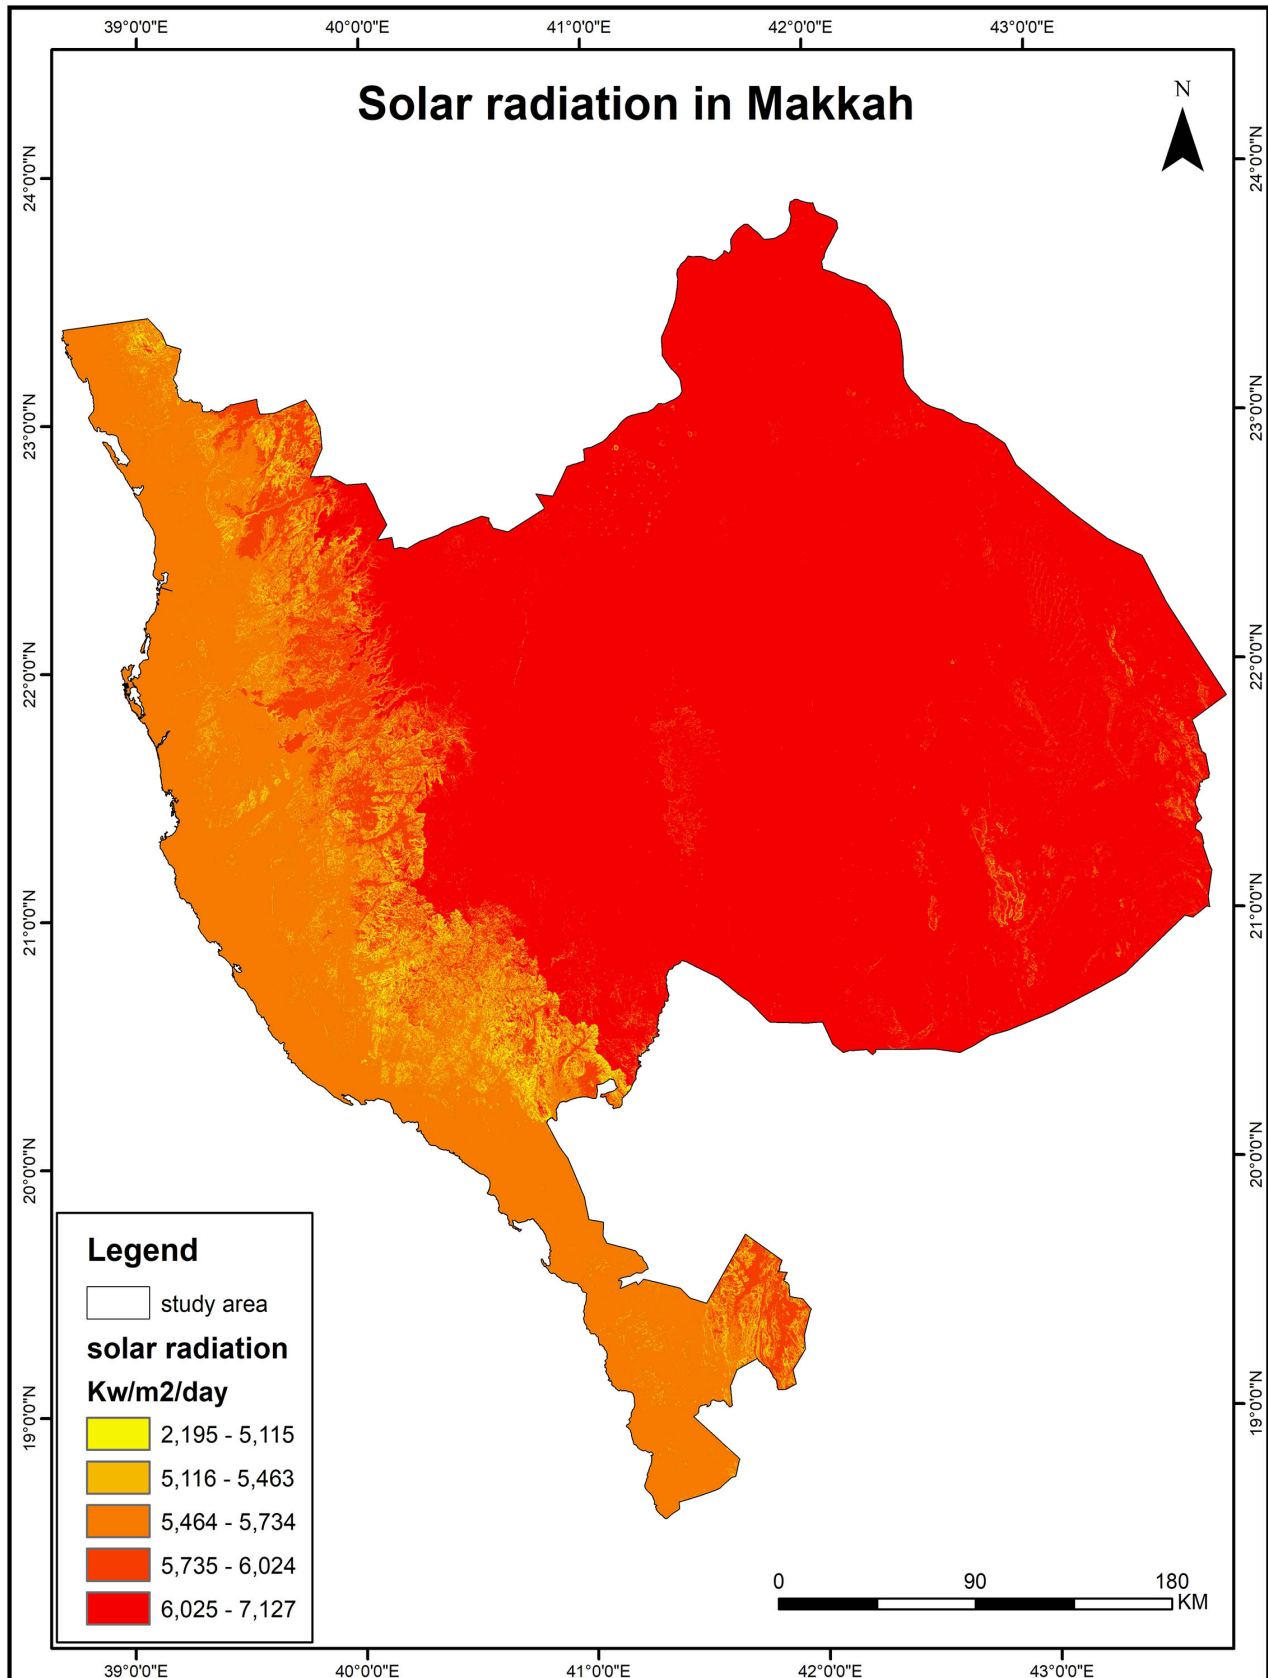 39°0'0"E 40°0'0"E 41°0'0"E 42°0'0"E 43°0'0"E
Solar radiation in Makkah
N
24°0'0"N 24°0'0"N
23°0'0"N 23°0'0"N
22°0'0"N 22°0'0"N
21°0'0"N 21°0'0"N
20°0'0"N 20°0'0"N
19°0'0"N 19°0'0"N
Legend
study area
solar radiation
Kw/m2/day
2,195 - 5,115
5,116 - 5,463
5,464 - 5,734
5,735 - 6,024
6,025 - 7,127
0 90 180
KM
39°0'0"E 40°0'0"E 41°0'0"E 42°0'0"E 43°0'0"E